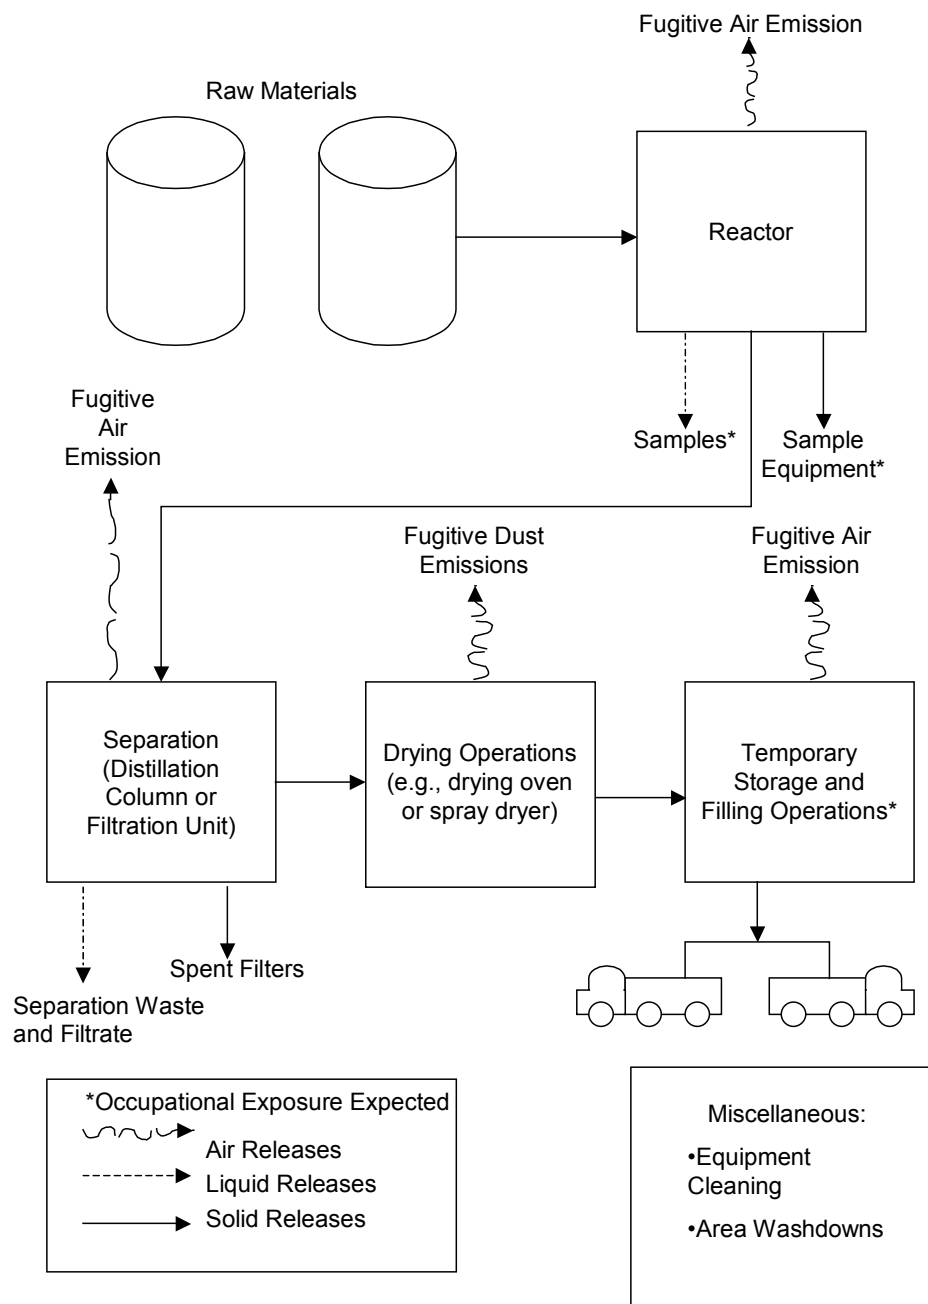 Fugitive Air Emission
Raw Materials
Reactor
Samples*
Sample
Equipment*
Fugitive
Air
Emission
Fugitive Dust
Emissions
Fugitive Air
Emission
Separation
(Distillation
Column or
Filtration Unit)
Drying Operations
(e.g., drying oven
or spray dryer)
Temporary
Storage and
Filling Operations*
Spent Filters
Separation Waste
and Filtrate
*Occupational Exposure Expected
Air Releases
Liquid Releases
Solid Releases
Miscellaneous:
•Equipment
Cleaning
•Area Washdowns